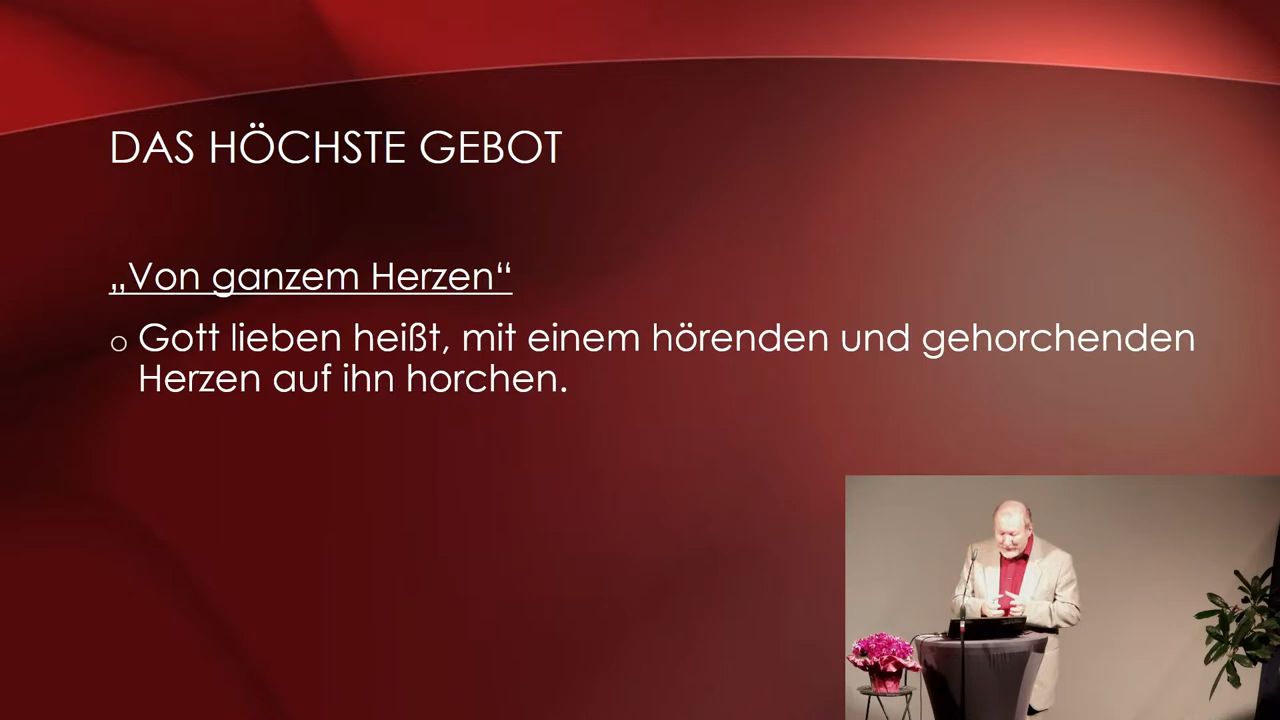 DAS HÖCHSTE GEBOT
„Von ganzem Herzen“
o Gott lieben heißt, mit einem hörenden und gehorchenden
Herzen auf ihn horchen.